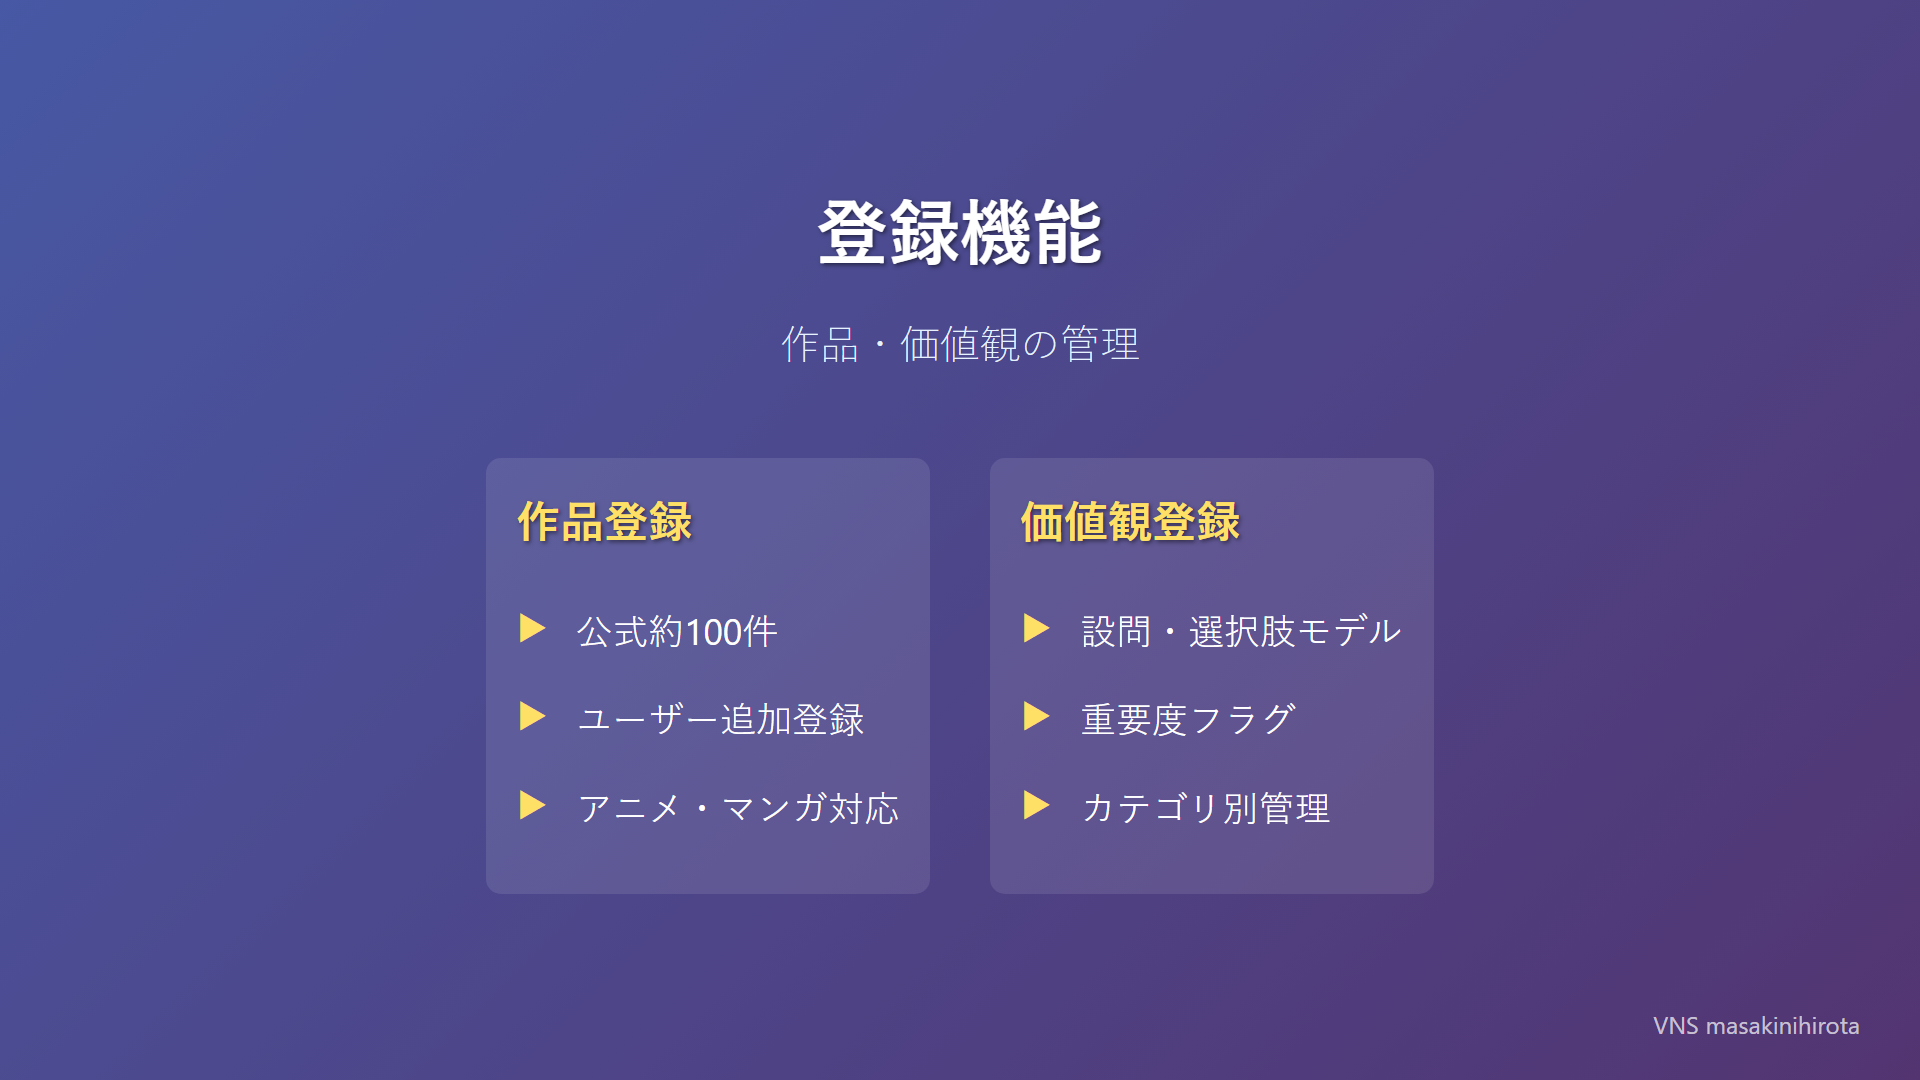 登録機能
作品・価値観の管理
作品登録
▶ 公式約100件
▶ ユーザー追加登録
▶ アニメ・マンガ対応
価値観登録
▶ 設問・選択肢モデル
▶ 重要度フラグ
▶ カテゴリ別管理
VNS masakinihirota